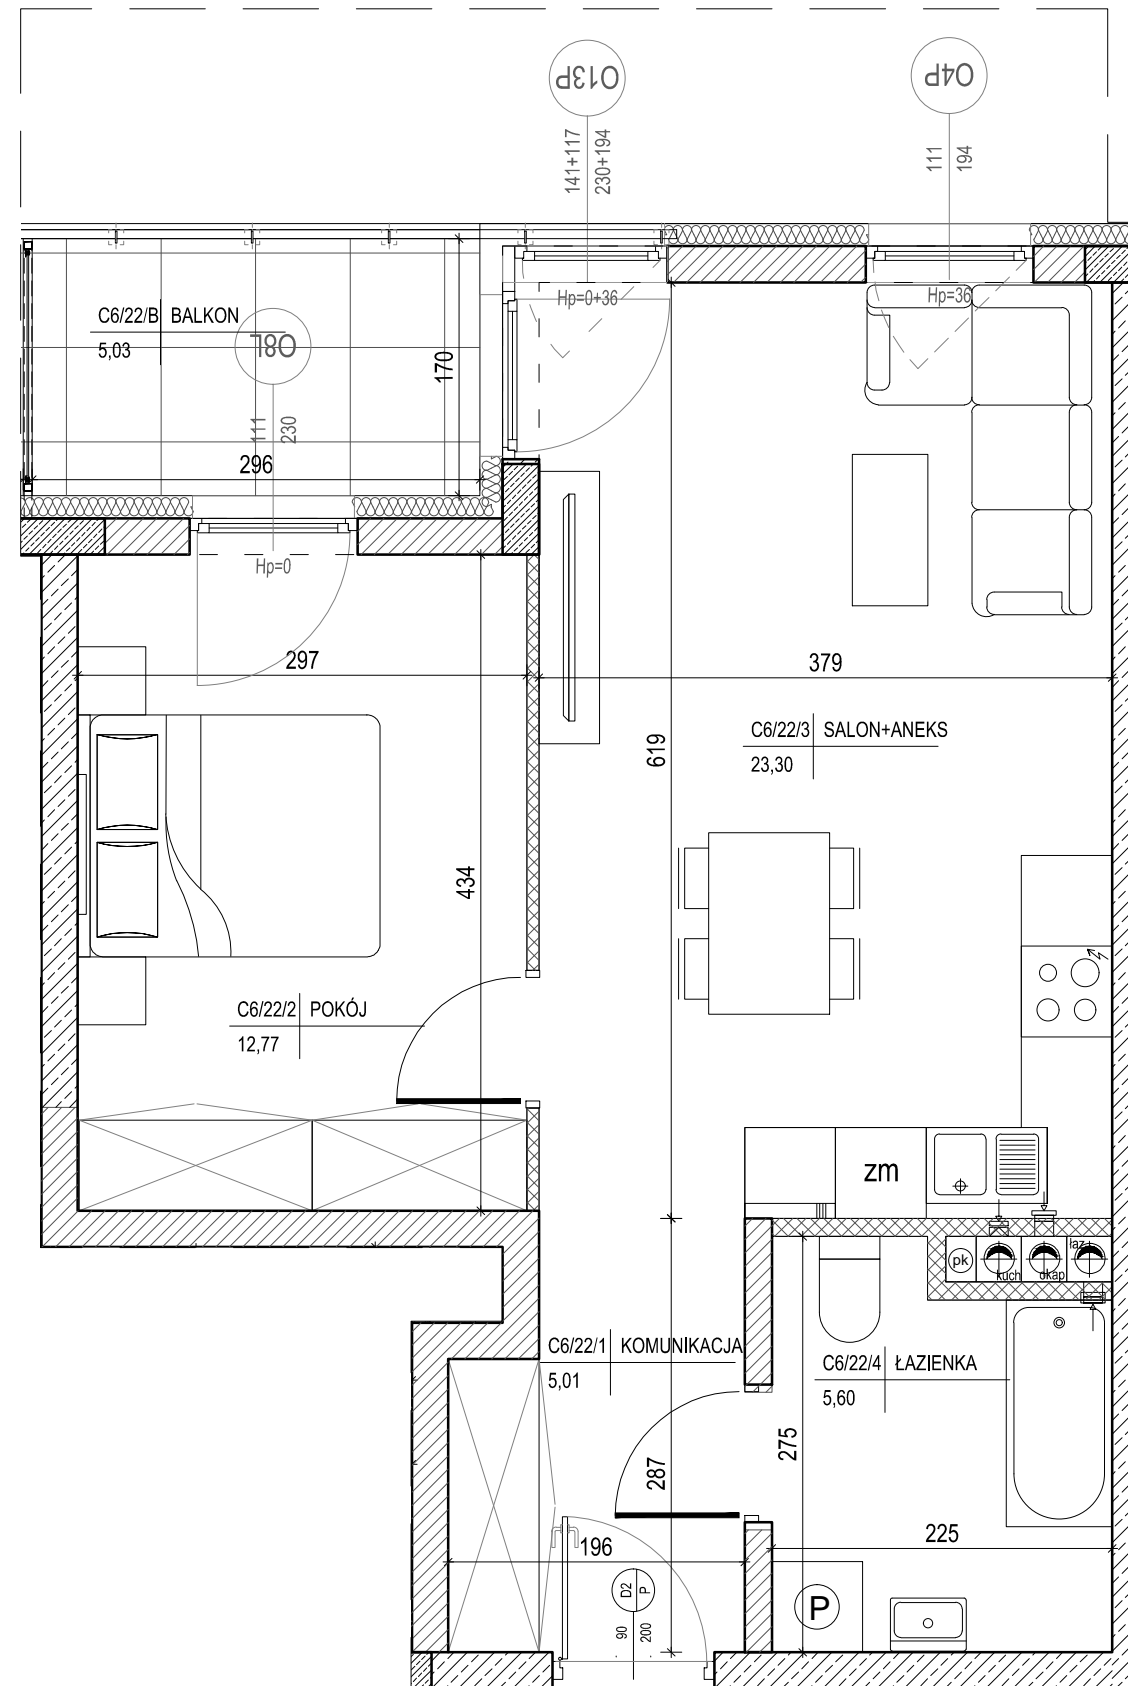 O13P
O4P
141+117
230+194
111
194
Hp=0+36
Hp=36
C6/22/B BALKON
5,03
O8L
170
111
230
296
Hp=0
297
379
C6/22/3 SALON+ANEKS
23,30
619
434
C6/22/2 POKÓJ
12,77
zm
pk
kuch
okap
łaz
C6/22/1 KOMUNIKACJA
5,01
C6/22/4 ŁAZIENKA
5,60
275
287
196
225
D2
P
90
200
P